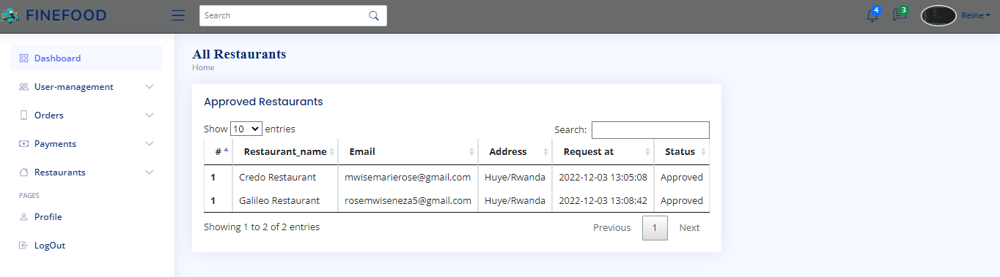 FINEFOOD
Search
4
3
Reine
Dashboard
User-management
Orders
Payments
Restaurants
PAGES
Profile
LogOut
All Restaurants
Home
Approved Restaurants
Show 10 entries
Search:
# Restaurant_name Email Address Request at Status
1 Credo Restaurant mwisemarierose@gmail.com Huye/Rwanda 2022-12-03 13:05:08 Approved
1 Galileo Restaurant rosemwiseneza5@gmail.com Huye/Rwanda 2022-12-03 13:08:42 Approved
Showing 1 to 2 of 2 entries
Previous 1 Next